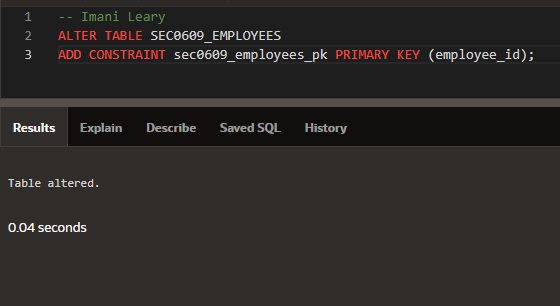 1 -- Imani Leary
2 ALTER TABLE SEC0609_EMPLOYEES
3 ADD CONSTRAINT sec0609_employees_pk PRIMARY KEY (employee_id);
Results Explain Describe Saved SQL History
Table altered.
0.04 seconds